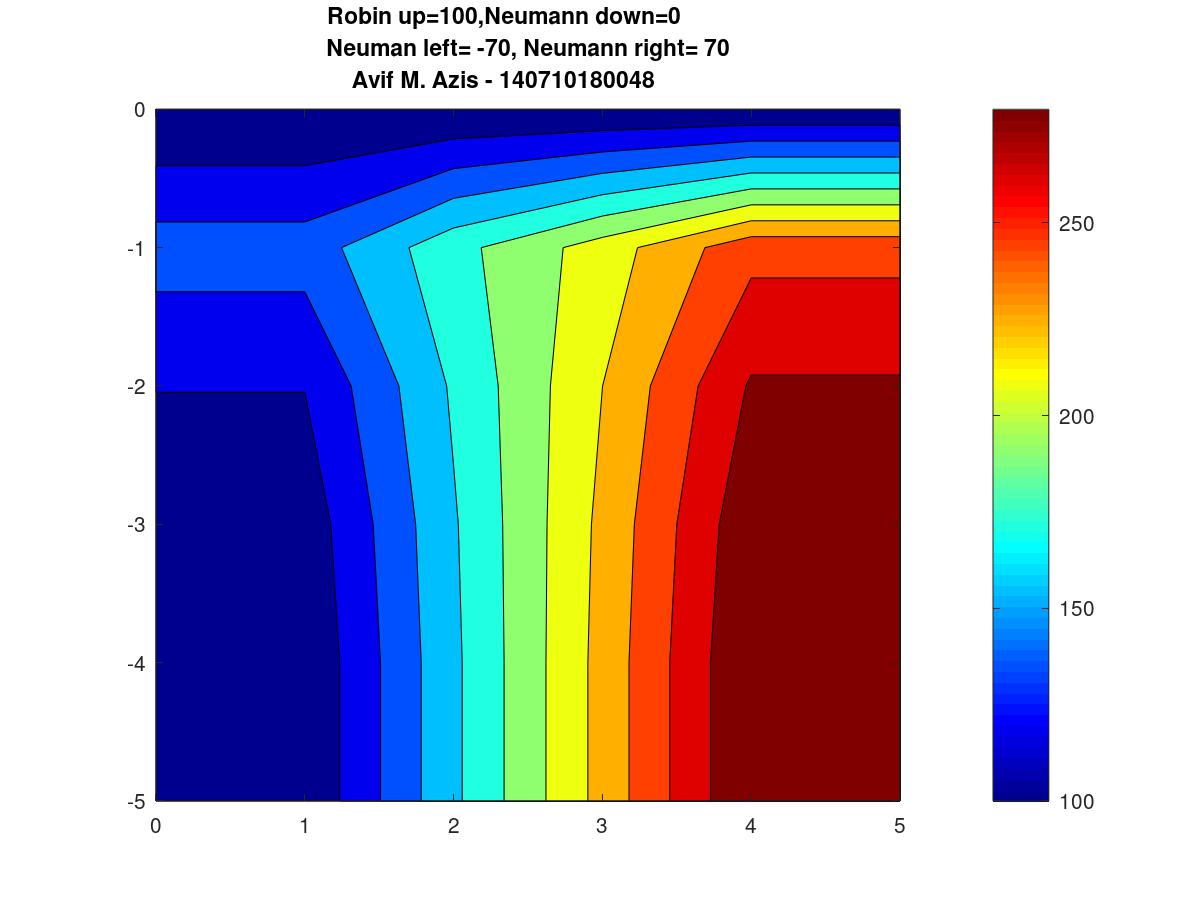 Robin up=100,Neumann down=0
Neuman left= -70, Neumann right= 70
Avif M. Azis - 140710180048
0
-1
-2
-3
-4
-5
0 1 2 3 4 5
250
200
150
100